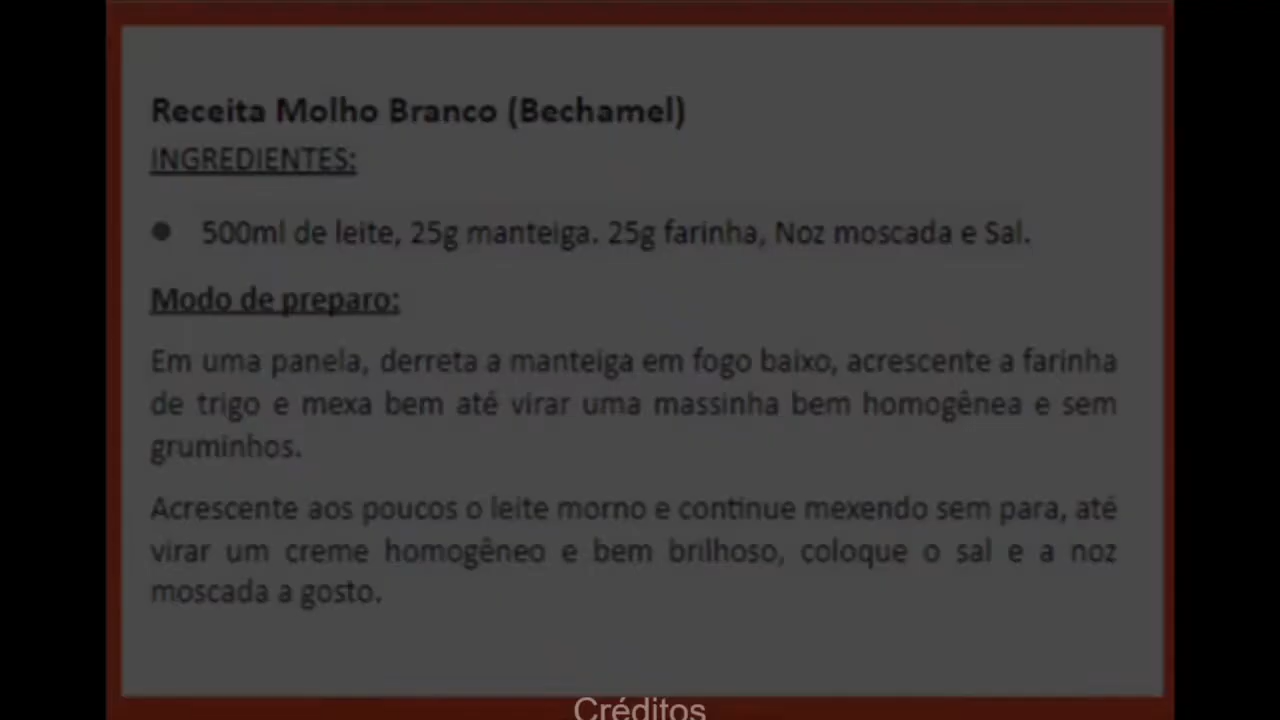 Receita Molho Branco (Bechamel)
INGREDIENTES:
● 500ml de leite, 25g manteiga. 25g farinha, Noz moscada e Sal.
Modo de preparo:
Em uma panela, derreta a manteiga em fogo baixo, acrescente a farinha
de trigo e mexa bem até virar uma massinha bem homogênea e sem
gruminhos.
Acrescente aos poucos o leite morno e continue mexendo sem para, até
virar um creme homogêneo e bem brilhoso, coloque o sal e a noz
moscada a gosto.
Créditos